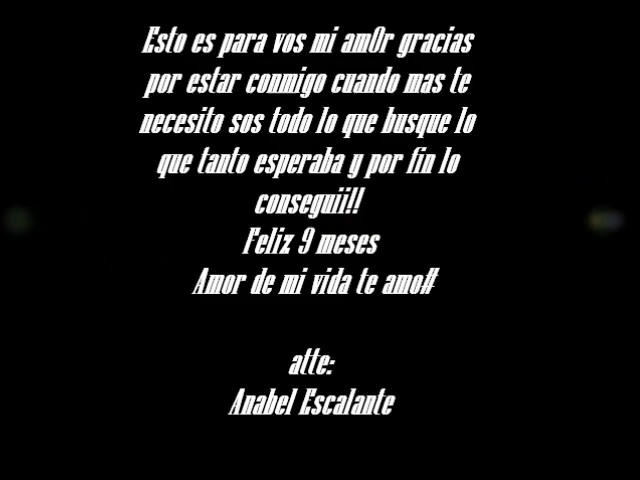 Esto es para vos mi am0r gracias
por estar conmigo cuando mas te
necesito sos todo lo que busque lo
que tanto esperaba y por fin lo
conseguii!!
Feliz 9 meses
Amor de mi vida te amo#
atte:
Anabel Escalante